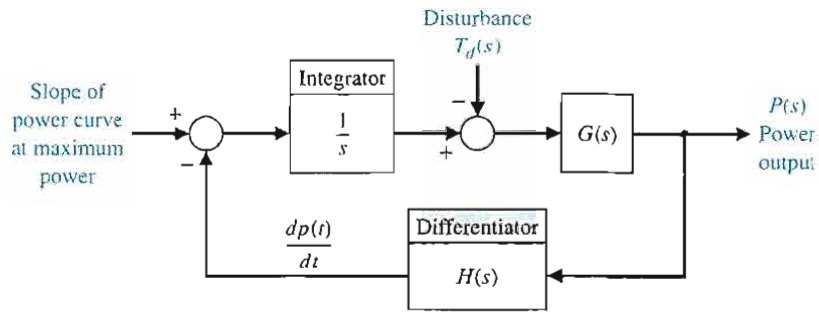 Disturbance
T_d(s)
Slope of
power curve
at maximum
power
+
−
Integrator
1
s
−
+
G(s)
P(s)
Power
output
dp(t)
dt
Differentiator
H(s)